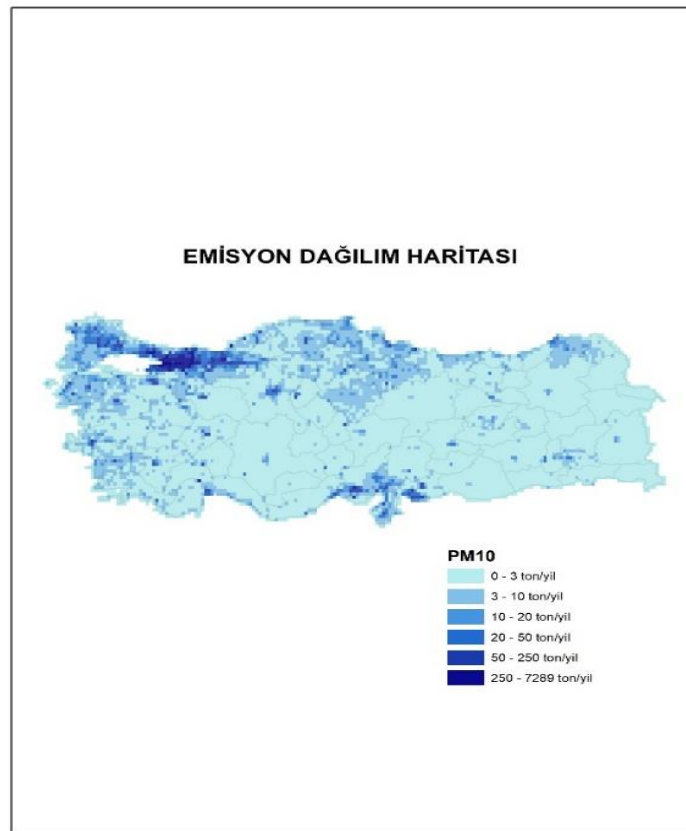 EMİSYON DAĞILIM HARİTASI
PM10
0 - 3 ton/yil
3 - 10 ton/yil
10 - 20 ton/yil
20 - 50 ton/yil
50 - 250 ton/yil
250 - 7289 ton/yil